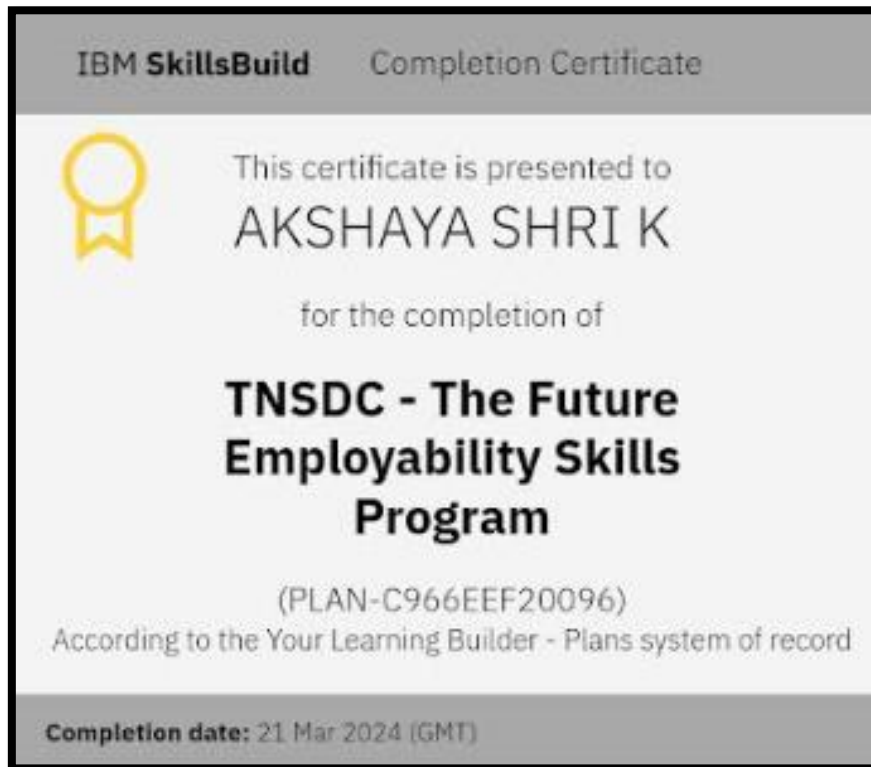 IBM SkillsBuild Completion Certificate
This certificate is presented to
AKSHAYA SHRI K
for the completion of
TNSDC - The Future
Employability Skills
Program
(PLAN-C966EEF20096)
According to the Your Learning Builder - Plans system of record
Completion date: 21 Mar 2024 (GMT)